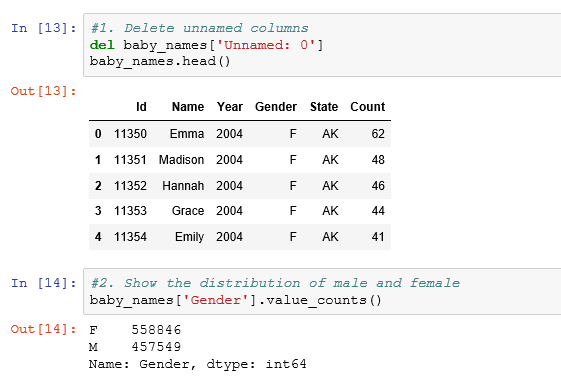 In [13]: #1. Delete unnamed columns
del baby_names['Unnamed: 0']
baby_names.head()
Out[13]:
Id Name Year Gender State Count
0 11350 Emma 2004 F AK 62
1 11351 Madison 2004 F AK 48
2 11352 Hannah 2004 F AK 46
3 11353 Grace 2004 F AK 44
4 11354 Emily 2004 F AK 41
In [14]: #2. Show the distribution of male and female
baby_names['Gender'].value_counts()
Out[14]: F 558846
M 457549
Name: Gender, dtype: int64